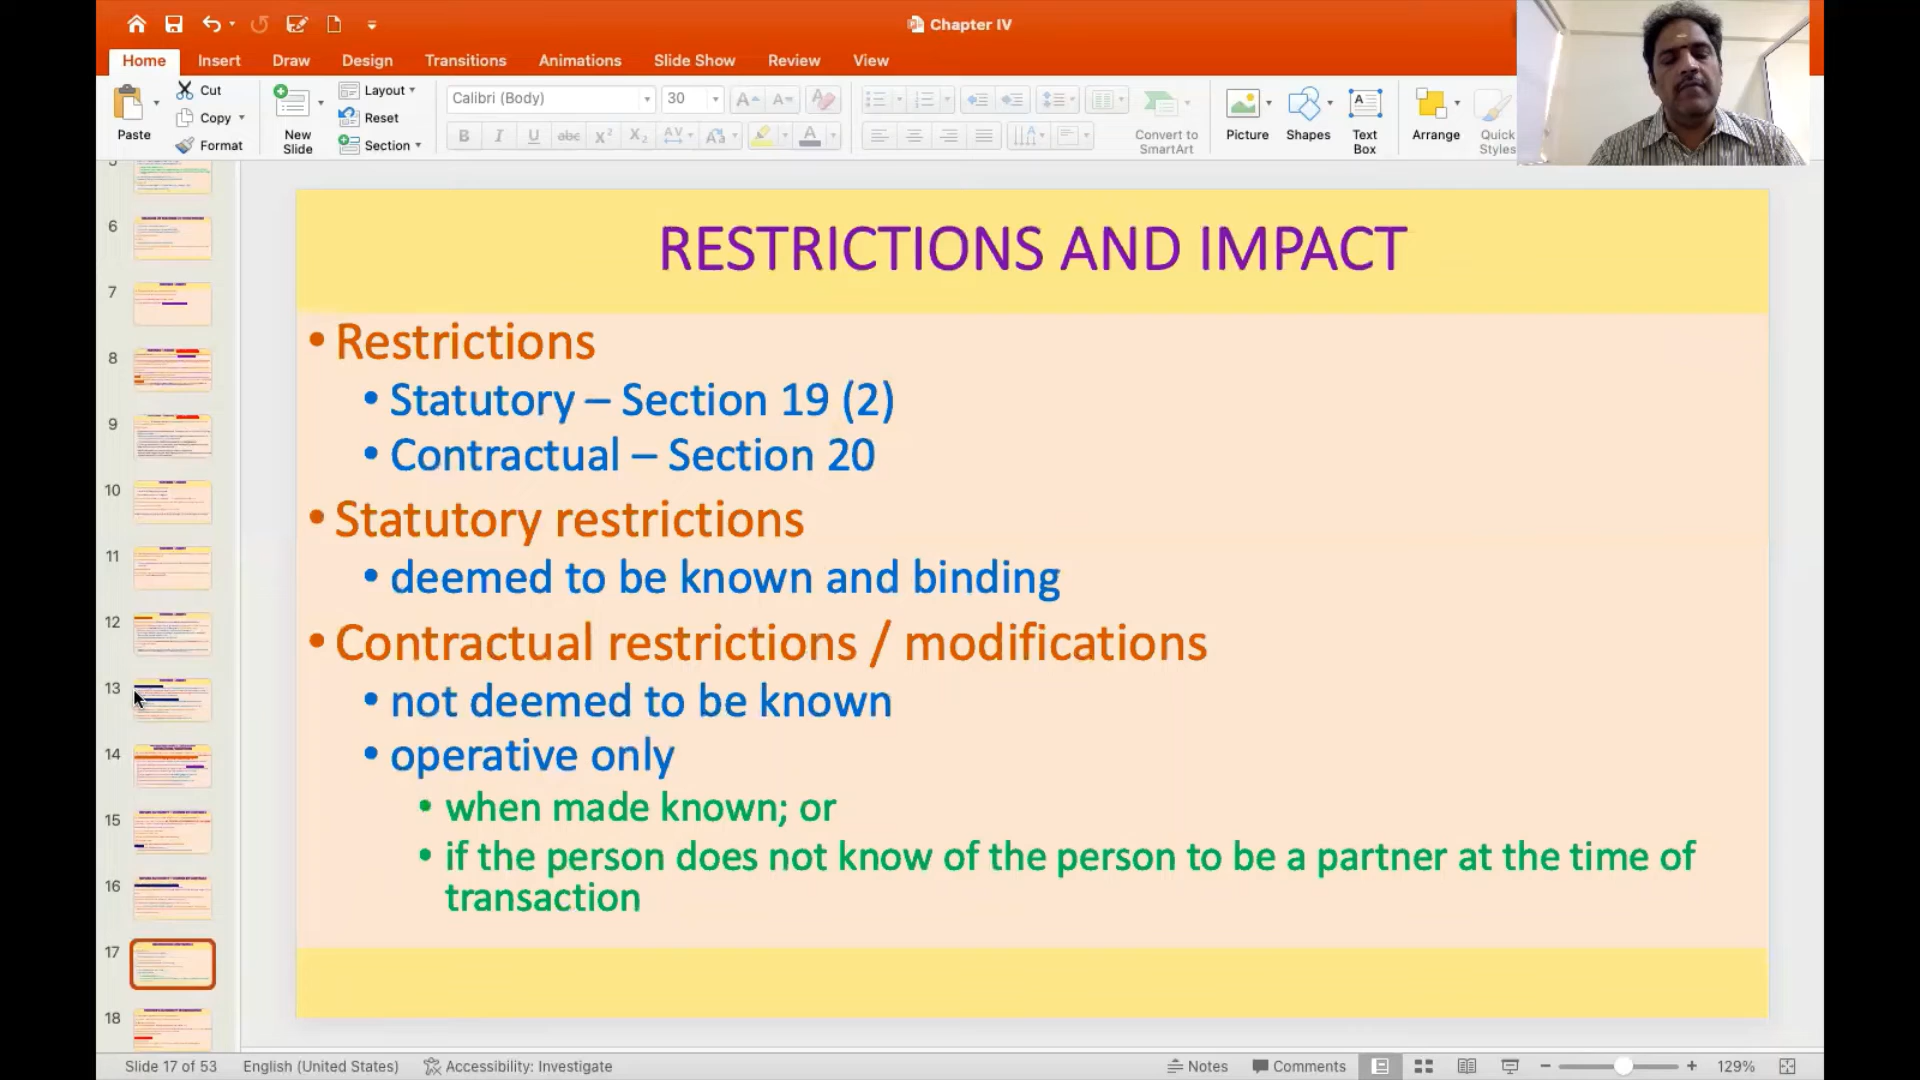 Chapter IV
Home Insert Draw Design Transitions Animations Slide Show Review View
Paste
Cut
Copy
Format
New
Slide
Layout
Reset
Section
Calibri (Body) 30
B I U abc X² X₂ AV Aa A
Convert to
SmartArt
Picture
Shapes
Text
Box
Arrange
Quick
Styles
6
7
8
9
10
11
12
13
14
15
16
17
18
RESTRICTIONS AND IMPACT
• Restrictions
• Statutory – Section 19 (2)
• Contractual – Section 20
• Statutory restrictions
• deemed to be known and binding
• Contractual restrictions / modifications
• not deemed to be known
• operative only
• when made known; or
• if the person does not know of the person to be a partner at the time of
transaction
Slide 17 of 53 English (United States) Accessibility: Investigate Notes Comments 129%